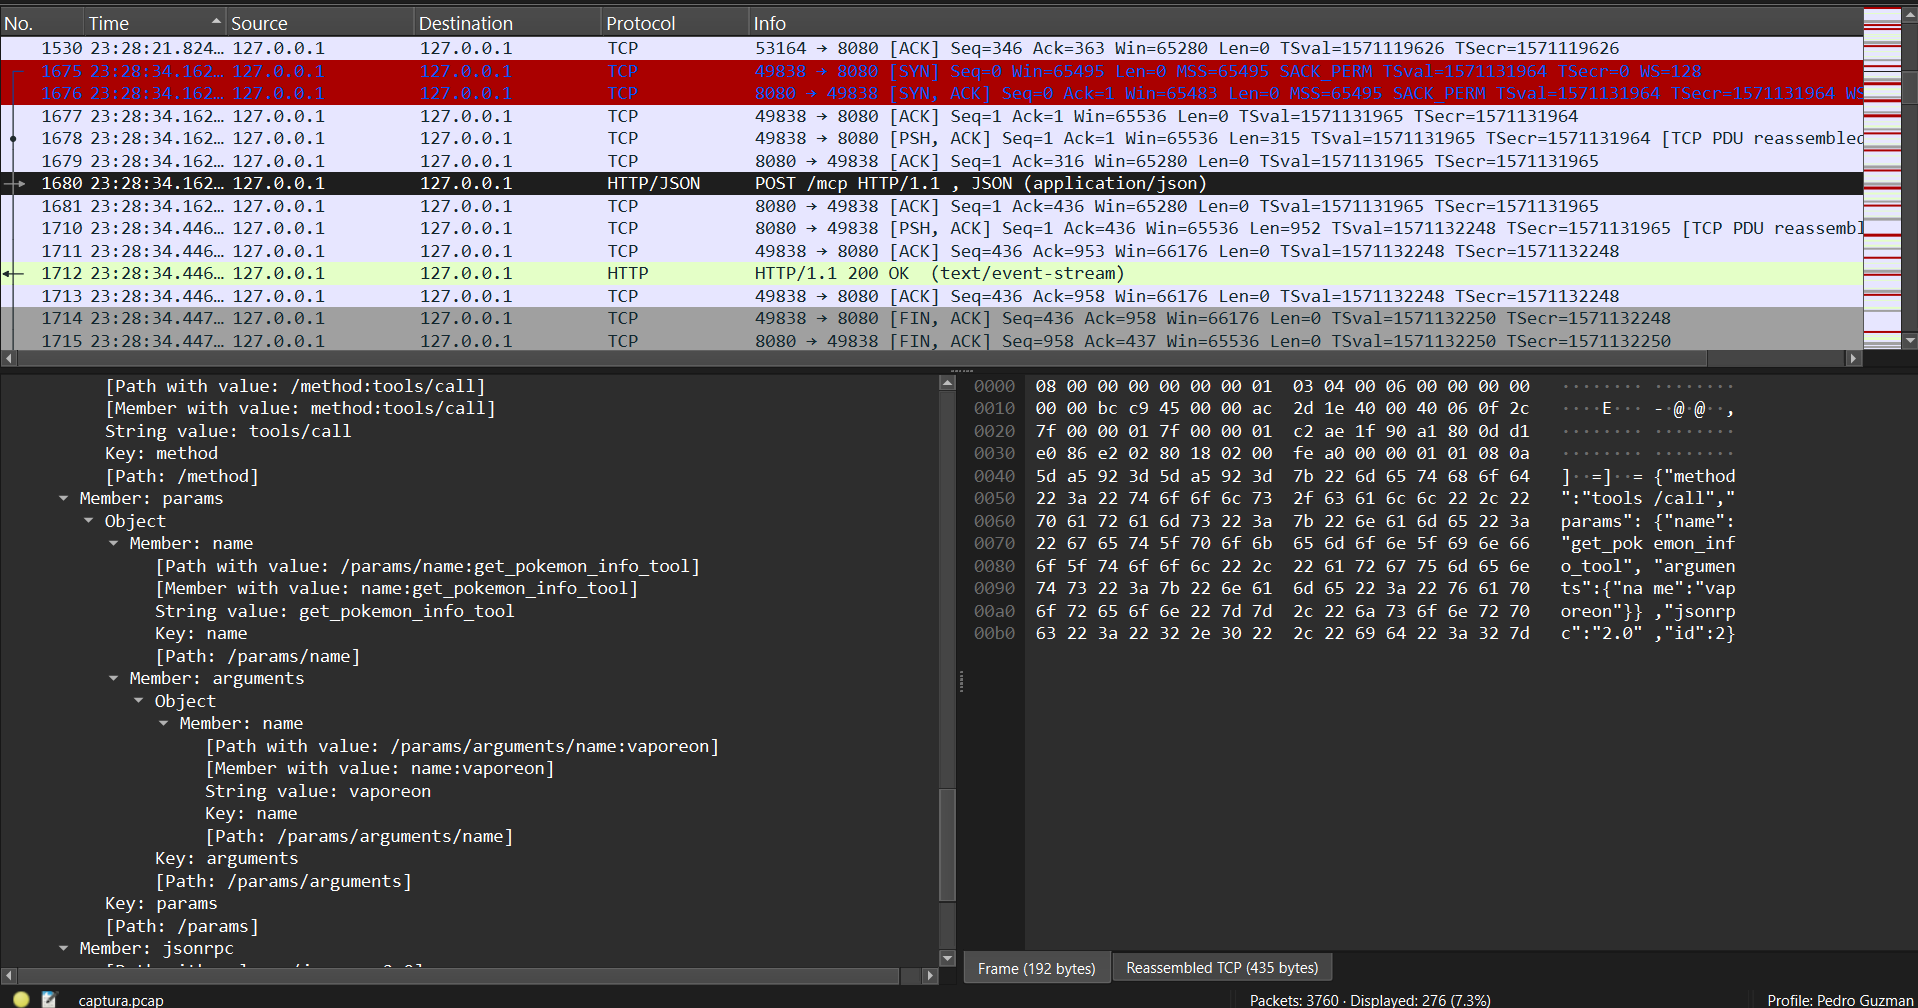 No. Time Source Destination Protocol Info
1530 23:28:21.824… 127.0.0.1 127.0.0.1 TCP 53164 → 8080 [ACK] Seq=346 Ack=363 Win=65280 Len=0 TSval=1571119626 TSecr=1571119626
1675 23:28:34.162… 127.0.0.1 127.0.0.1 TCP 49838 → 8080 [SYN] Seq=0 Win=65495 Len=0 MSS=65495 SACK_PERM TSval=1571131964 TSecr=0 WS=128
1676 23:28:34.162… 127.0.0.1 127.0.0.1 TCP 8080 → 49838 [SYN, ACK] Seq=0 Ack=1 Win=65483 Len=0 MSS=65495 SACK_PERM TSval=1571131964 TSecr=1571131964 WS
1677 23:28:34.162… 127.0.0.1 127.0.0.1 TCP 49838 → 8080 [ACK] Seq=1 Ack=1 Win=65536 Len=0 TSval=1571131965 TSecr=1571131964
1678 23:28:34.162… 127.0.0.1 127.0.0.1 TCP 49838 → 8080 [PSH, ACK] Seq=1 Ack=1 Win=65536 Len=315 TSval=1571131965 TSecr=1571131964 [TCP PDU reassembled
1679 23:28:34.162… 127.0.0.1 127.0.0.1 TCP 8080 → 49838 [ACK] Seq=1 Ack=316 Win=65280 Len=0 TSval=1571131965 TSecr=1571131965
1680 23:28:34.162… 127.0.0.1 127.0.0.1 HTTP/JSON POST /mcp HTTP/1.1 , JSON (application/json)
1681 23:28:34.162… 127.0.0.1 127.0.0.1 TCP 8080 → 49838 [ACK] Seq=1 Ack=436 Win=65280 Len=0 TSval=1571131965 TSecr=1571131965
1710 23:28:34.446… 127.0.0.1 127.0.0.1 TCP 8080 → 49838 [PSH, ACK] Seq=1 Ack=436 Win=65536 Len=952 TSval=1571132248 TSecr=1571131965 [TCP PDU reassembl
1711 23:28:34.446… 127.0.0.1 127.0.0.1 TCP 49838 → 8080 [ACK] Seq=436 Ack=953 Win=66176 Len=0 TSval=1571132248 TSecr=1571132248
1712 23:28:34.446… 127.0.0.1 127.0.0.1 HTTP HTTP/1.1 200 OK (text/event-stream)
1713 23:28:34.446… 127.0.0.1 127.0.0.1 TCP 49838 → 8080 [ACK] Seq=436 Ack=958 Win=66176 Len=0 TSval=1571132248 TSecr=1571132248
1714 23:28:34.447… 127.0.0.1 127.0.0.1 TCP 49838 → 8080 [FIN, ACK] Seq=436 Ack=958 Win=66176 Len=0 TSval=1571132250 TSecr=1571132248
1715 23:28:34.447… 127.0.0.1 127.0.0.1 TCP 8080 → 49838 [FIN, ACK] Seq=958 Ack=437 Win=65536 Len=0 TSval=1571132250 TSecr=1571132250
[Path with value: /method:tools/call]
[Member with value: method:tools/call]
String value: tools/call
Key: method
[Path: /method]
Member: params
Object
Member: name
[Path with value: /params/name:get_pokemon_info_tool]
[Member with value: name:get_pokemon_info_tool]
String value: get_pokemon_info_tool
Key: name
[Path: /params/name]
Member: arguments
Object
Member: name
[Path with value: /params/arguments/name:vaporeon]
[Member with value: name:vaporeon]
String value: vaporeon
Key: name
[Path: /params/arguments/name]
Key: arguments
[Path: /params/arguments]
Key: params
[Path: /params]
Member: jsonrpc
0000 08 00 00 00 00 00 00 01 03 04 00 06 00 00 00 00 ········ ········
0010 00 00 bc c9 45 00 00 ac 2d 1e 40 00 40 06 0f 2c ····E··· -·@·@··,
0020 7f 00 00 01 7f 00 00 01 c2 ae 1f 90 a1 80 0d d1 ········ ········
0030 e0 86 e2 02 80 18 02 00 fe a0 00 00 01 01 08 0a ········ ········
0040 5d a5 92 3d 5d a5 92 3d 7b 22 6d 65 74 68 6f 64 ]··=]··= {"method
0050 22 3a 22 74 6f 6f 6c 73 2f 63 61 6c 6c 22 2c 22 ":"tools /call","
0060 70 61 72 61 6d 73 22 3a 7b 22 6e 61 6d 65 22 3a params": {"name":
0070 22 67 65 74 5f 70 6f 6b 65 6d 6f 6e 5f 69 6e 66 "get_pok emon_inf
0080 6f 5f 74 6f 6f 6c 22 2c 22 61 72 67 75 6d 65 6e o_tool", "argumen
0090 74 73 22 3a 7b 22 6e 61 6d 65 22 3a 22 76 61 70 ts":{"na me":"vap
00a0 6f 72 65 6f 6e 22 7d 7d 2c 22 6a 73 6f 6e 72 70 oreon"}} ,"jsonrp
00b0 63 22 3a 22 32 2e 30 22 2c 22 69 64 22 3a 32 7d c":"2.0" ,"id":2}
Frame (192 bytes) Reassembled TCP (435 bytes)
captura.pcap Packets: 3760 · Displayed: 276 (7.3%) Profile: Pedro Guzman